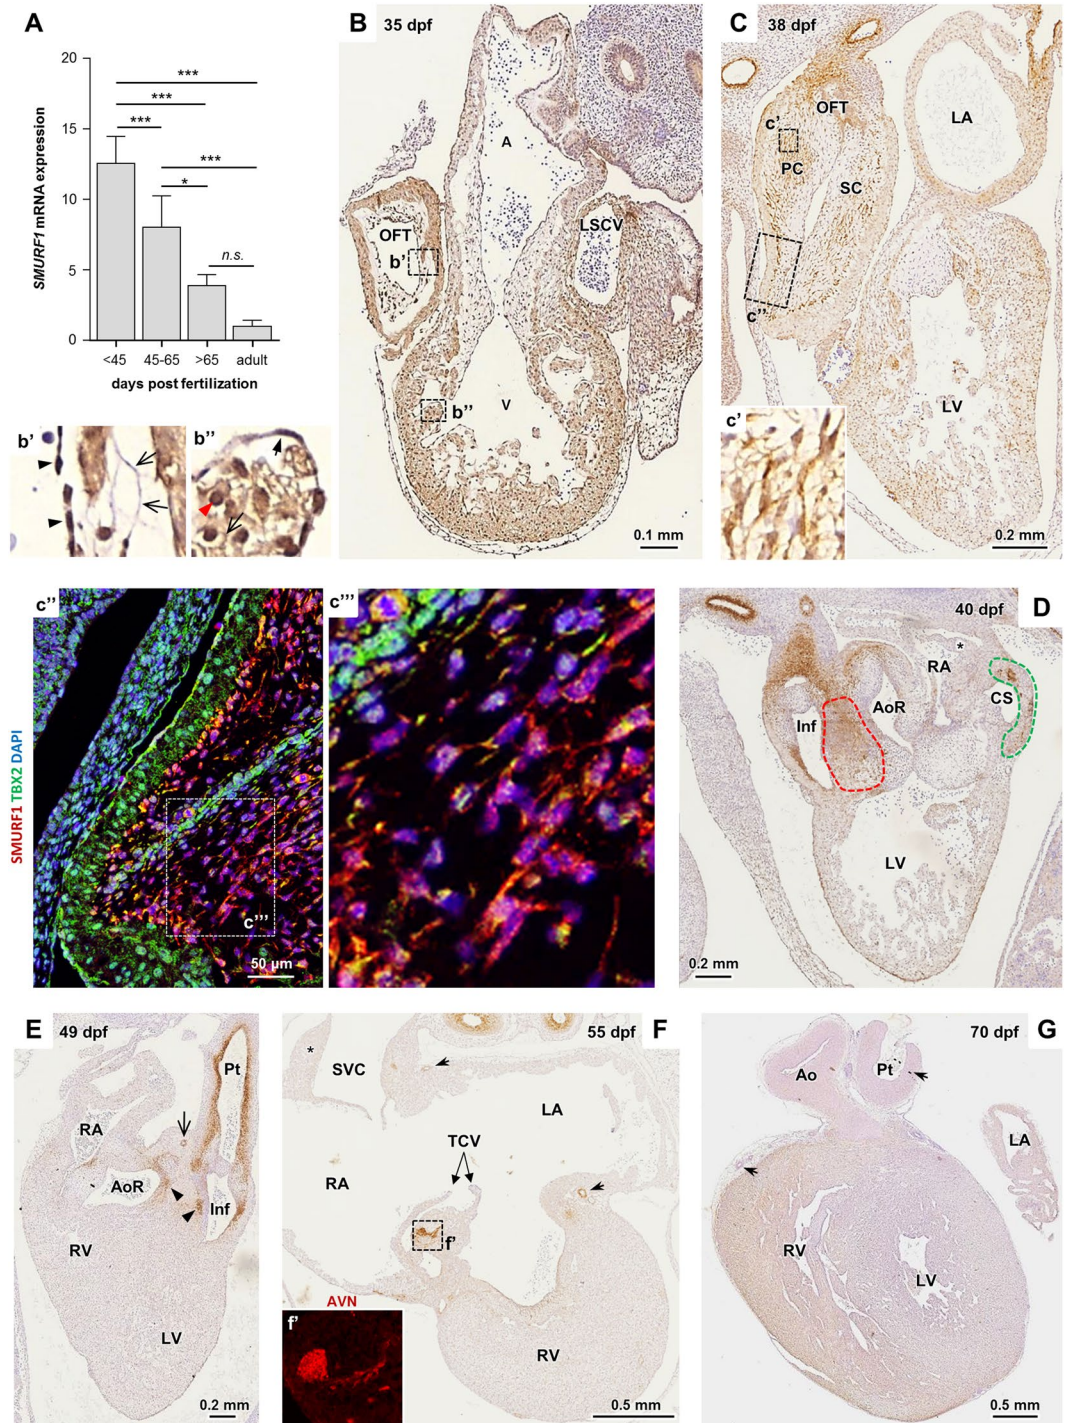 A
20
15
10
5
0
SMURF1 mRNA expression
***
***
***
***
*
n.s.
<45 45-65 >65 adult
days post fertilization
B 35 dpf
A
OFT
LSCV
b’
b’’
V
0.1 mm
C 38 dpf
OFT
LA
c’
PC
SC
c’’
LV
c’
0.2 mm
b’
b’’
SMURF1 TBX2 DAPI
c’’
c’’’
50 µm
c’’’
40 dpf D
RA
*
AoR
Inf
CS
LV
0.2 mm
E 49 dpf
Pt
RA
AoR
Inf
RV
LV
0.2 mm
55 dpf F
*
SVC
LA
TCV
RA
f’
AVN
f’
RV
0.5 mm
70 dpf G
Ao
Pt
LA
RV
LV
0.5 mm